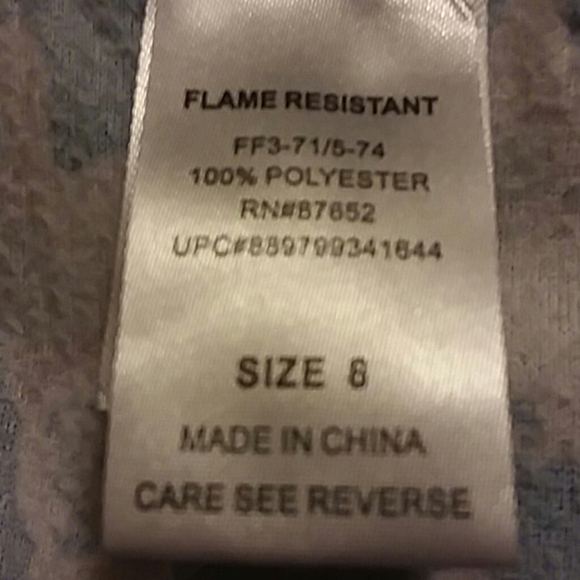 FLAME RESISTANT
FF3-71/5-74
100% POLYESTER
RN#87652
UPC#889799341644
SIZE 8
MADE IN CHINA
CARE SEE REVERSE